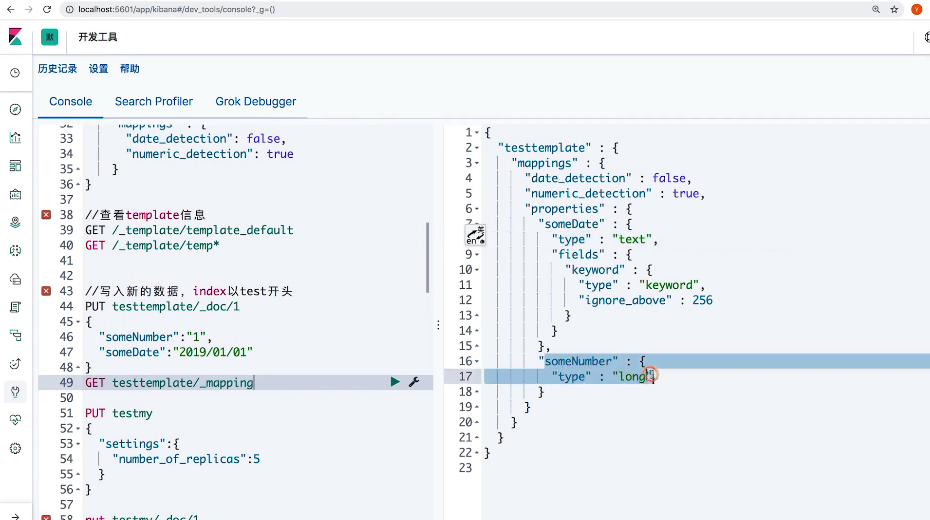 localhost:5601/app/kibana#/dev_tools/console?_g=()
Y
默
开发工具
历史记录 设置 帮助
Console Search Profiler Grok Debugger
32 "mappings" : {
33 "date_detection": false,
34 "numeric_detection": true
35 }
36 }
37
38 //查看template信息
39 GET /_template/template_default
40 GET /_template/temp*
41
42
43 //写入新的数据，index以test开头
44 PUT testtemplate/_doc/1
45 {
46 "someNumber":"1",
47 "someDate":"2019/01/01"
48 }
49 GET testtemplate/_mapping
50
51 PUT testmy
52 {
53 "settings":{
54 "number_of_replicas":5
55 }
56 }
57
58 put testmy/_doc/1
1 {
2 "testtemplate" : {
3 "mappings" : {
4 "date_detection" : false,
5 "numeric_detection" : true,
6 "properties" : {
7 "someDate" : {
8 "type" : "text",
9 "fields" : {
10 "keyword" : {
11 "type" : "keyword",
12 "ignore_above" : 256
13 }
14 }
15 },
16 "someNumber" : {
17 "type" : "long"
18 }
19 }
20 }
21 }
22 }
23
英
en